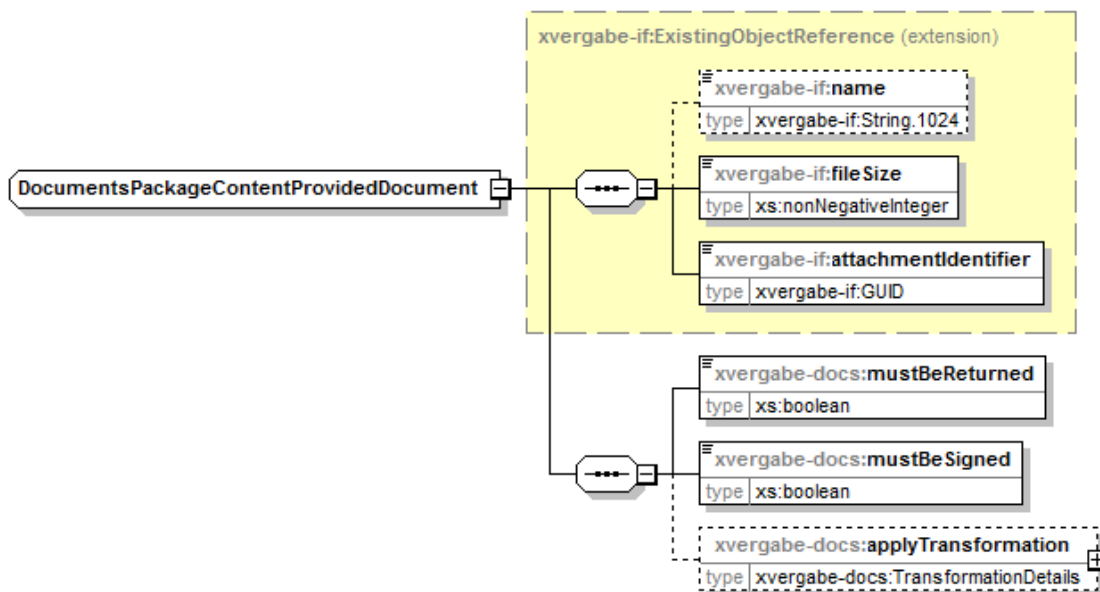 xvergabe-if:ExistingObjectReference (extension)
xvergabe-if:name
type xvergabe-if:String.1024
DocumentsPackageContentProvidedDocument
xvergabe-if:fileSize
type xs:nonNegativeInteger
xvergabe-if:attachmentIdentifier
type xvergabe-if:GUID
xvergabe-docs:mustBeReturned
type xs:boolean
xvergabe-docs:mustBeSigned
type xs:boolean
xvergabe-docs:applyTransformation
type xvergabe-docs:TransformationDetails